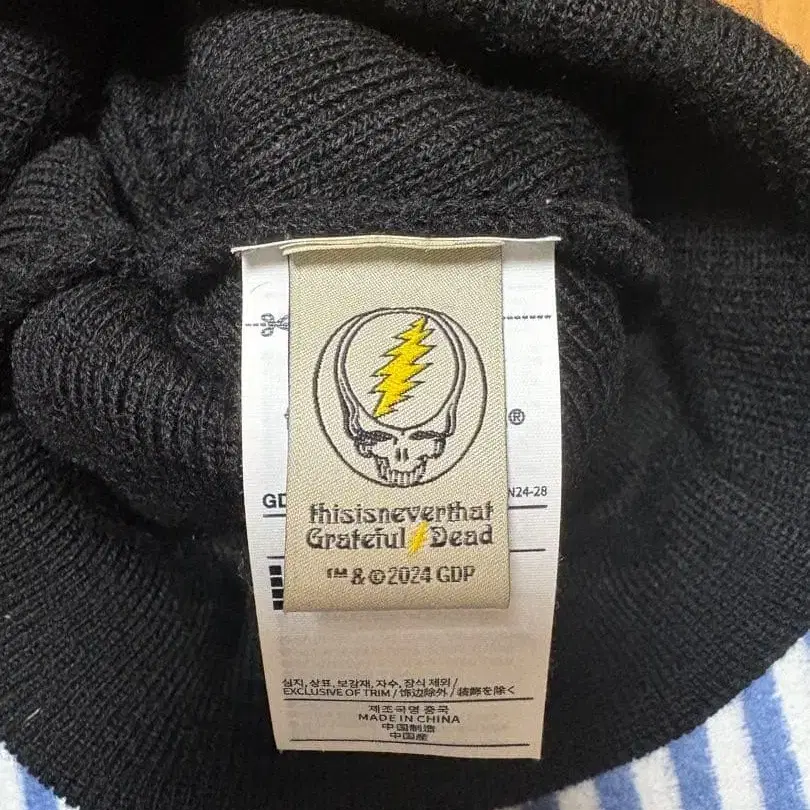 ®
GD
N24-28
thisisneverthat
Grateful Dead
™ & ©2024 GDP
심지, 상표, 보강재, 자수, 장식 제외 /
EXCLUSIVE OF TRIM / 饰边除外 / 装飾を除く
제조국명 중국
MADE IN CHINA
中国制造
中国産